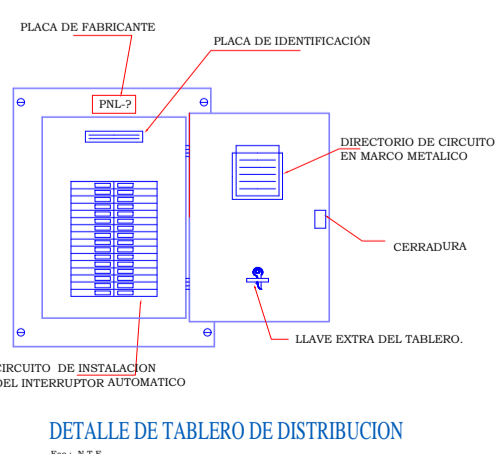 PLACA DE FABRICANTE
PLACA DE IDENTIFICACIÓN
PNL-?
DIRECTORIO DE CIRCUITO
EN MARCO METALICO
CERRADURA
LLAVE EXTRA DEL TABLERO.
CIRCUITO DE INSTALACION
DEL INTERRUPTOR AUTOMATICO
DETALLE DE TABLERO DE DISTRIBUCION